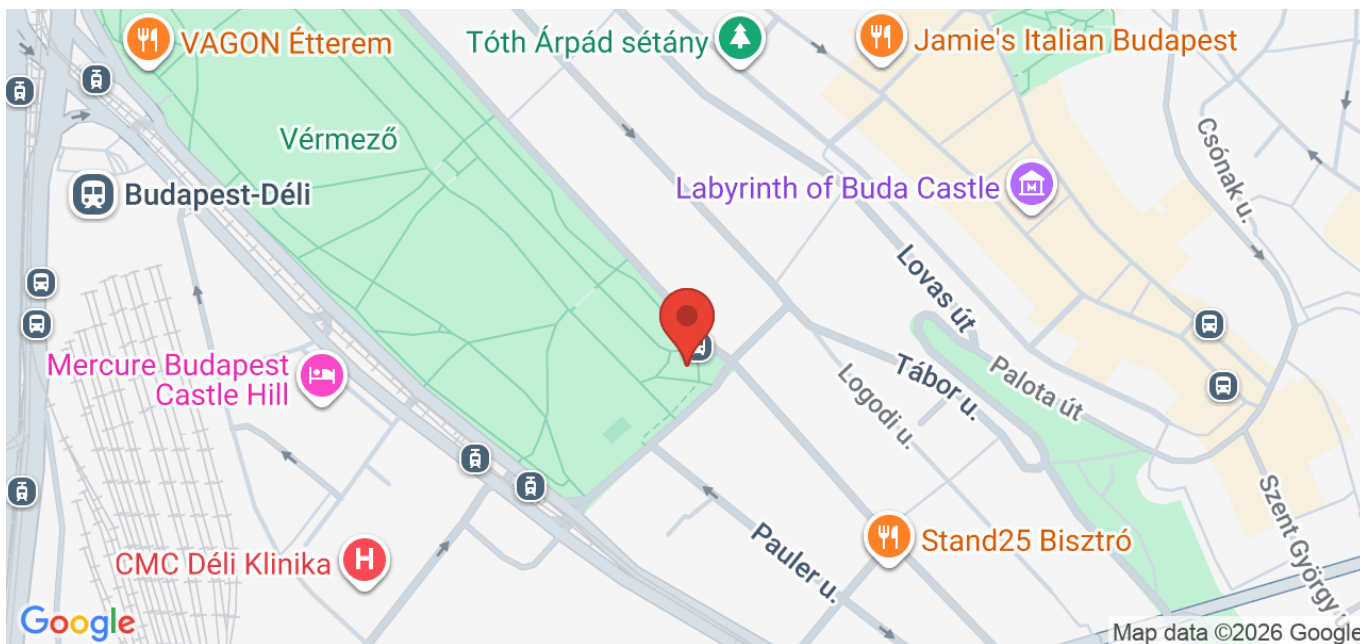 VAGON Étterem
Tóth Árpád sétány
Jamie's Italian Budapest
Vérmező
Csónak u.
Budapest-Déli
Labyrinth of Buda Castle
M
Lovas út
Mercure Budapest
Castle Hill
Palota út
Tábor u.
Logodi u.
Szent György u
Stand25 Bisztró
Pauler u.
CMC Déli Klinika
H
Google
Map data ©2026 Google